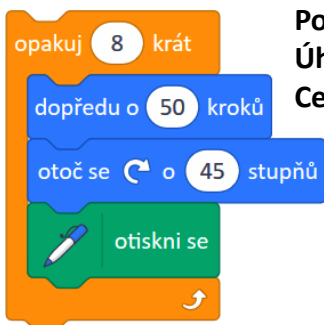 opakuj 8 krát
dopředu o 50 kroků
otoč se o 45 stupňů
otiskni se
Po
Úh
Ce